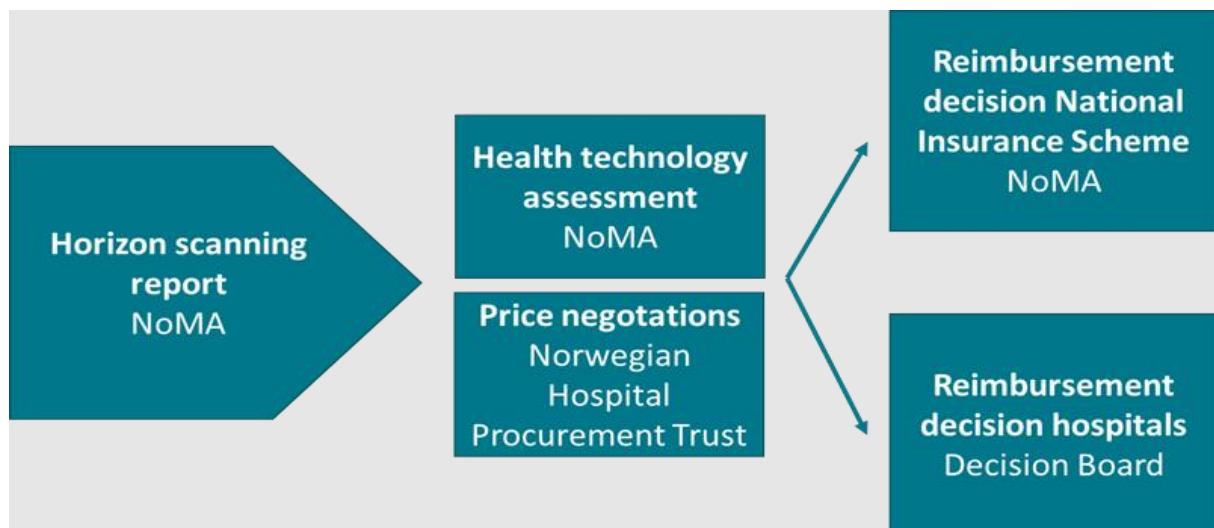 Horizon scanning
report
NoMA
Health technology
assessment
NoMA
Price negotations
Norwegian
Hospital
Procurement Trust
Reimbursement
decision National
Insurance Scheme
NoMA
Reimbursement
decision hospitals
Decision Board